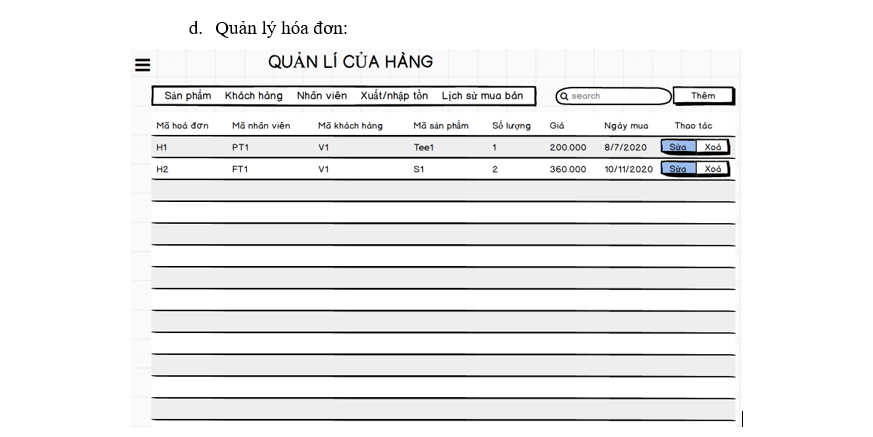 d. Quản lý hóa đơn:
QUẢN LÍ CỦA HÀNG
Sản phẩm Khách hàng Nhân viên Xuất/nhập tồn Lịch sử mua bán search Thêm
Mã hoá đơn Mã nhân viên Mã khách hàng Mã sản phẩm Số lượng Giá Ngày mua Thao tác
H1 PT1 V1 Tee1 1 200.000 8/7/2020 Sửa Xoá
H2 FT1 V1 S1 2 360.000 10/11/2020 Sửa Xoá